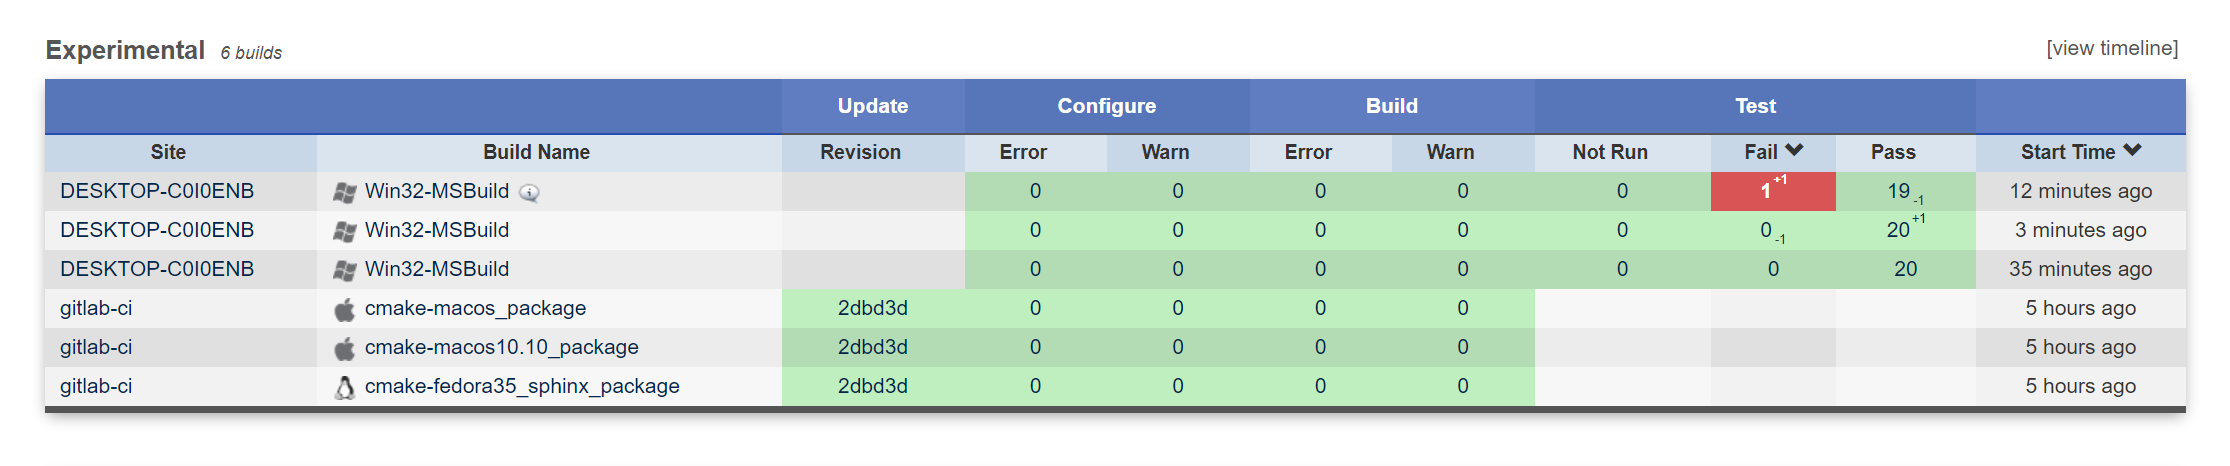 Experimental 6 builds [view timeline]
Update Configure Build Test
Site Build Name Revision Error Warn Error Warn Not Run Fail Pass Start Time
DESKTOP-C0I0ENB Win32-MSBuild 0 0 0 0 0 1 +1 19 -1 12 minutes ago
DESKTOP-C0I0ENB Win32-MSBuild 0 0 0 0 0 0 -1 20 +1 3 minutes ago
DESKTOP-C0I0ENB Win32-MSBuild 0 0 0 0 0 0 20 35 minutes ago
gitlab-ci cmake-macos_package 2dbd3d 0 0 0 0 5 hours ago
gitlab-ci cmake-macos10.10_package 2dbd3d 0 0 0 0 5 hours ago
gitlab-ci cmake-fedora35_sphinx_package 2dbd3d 0 0 0 0 5 hours ago